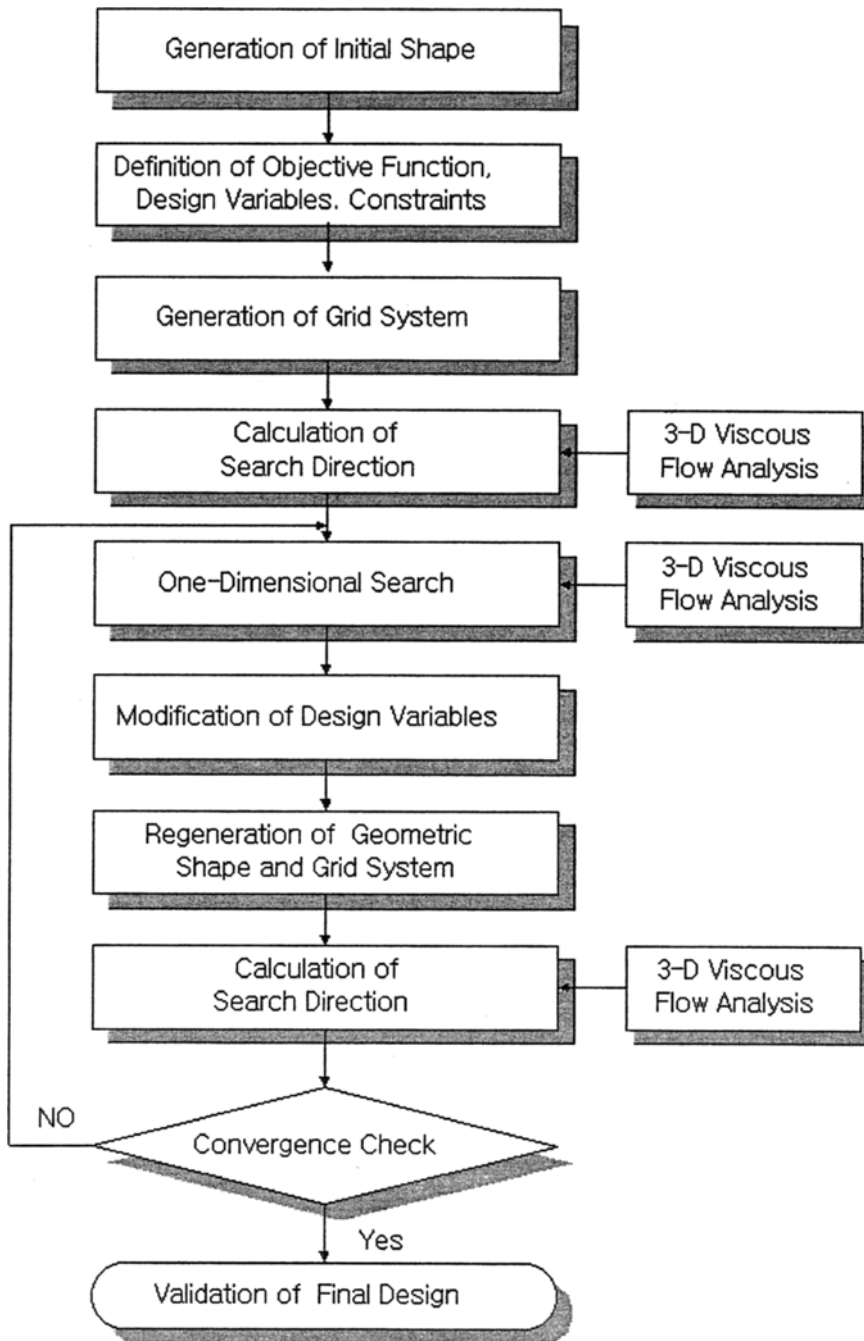 Generation of Initial Shape
Definition of Objective Function,
Design Variables. Constraints
Generation of Grid System
Calculation of
Search Direction
3-D Viscous
Flow Analysis
One-Dimensional Search
3-D Viscous
Flow Analysis
Modification of Design Variables
Regeneration of Geometric
Shape and Grid System
Calculation of
Search Direction
3-D Viscous
Flow Analysis
NO
Convergence Check
Yes
Validation of Final Design